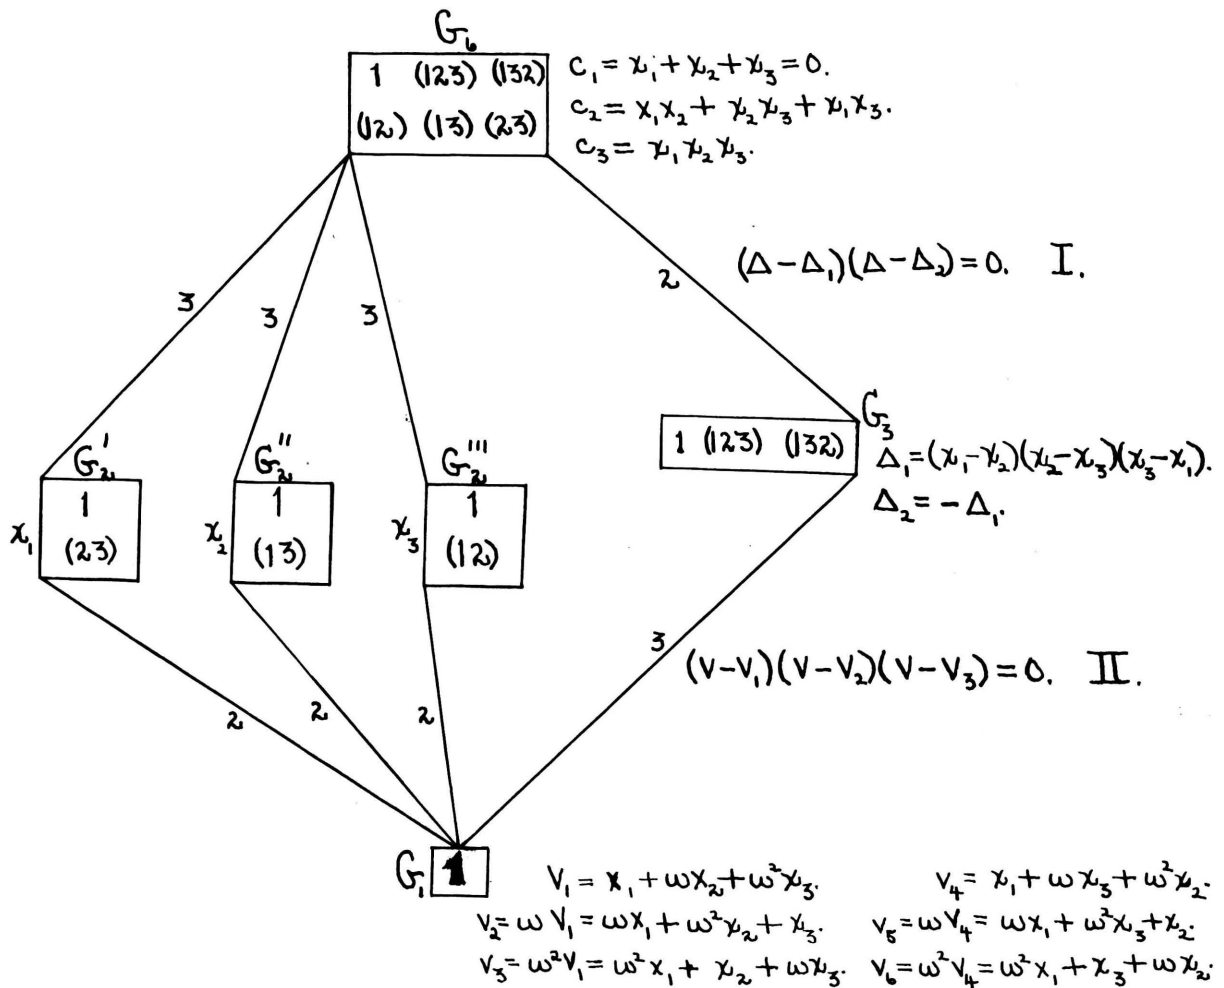 G₆
1 (123) (132)
(12) (13) (23)
c₁ = x₁ + x₂ + x₃ = 0.
c₂ = x₁x₂ + x₂x₃ + x₁x₃.
c₃ = x₁x₂x₃.
(Δ − Δ₁)(Δ − Δ₂) = 0. I.
2
3
3
3
G₃
1 (123) (132)
Δ₁ = (x₁ − x₂)(x₂ − x₃)(x₃ − x₁).
Δ₂ = − Δ₁.
G₂′
1
x₁
(23)
G₂″
1
x₂
(13)
G₂‴
1
x₃
(12)
3
(V − V₁)(V − V₂)(V − V₃) = 0. II.
2
2
2
G₁ 1
V₁ = x₁ + ωx₂ + ω²x₃.
V₂ = ωV₁ = ωx₁ + ω²x₂ + x₃.
V₃ = ω²V₁ = ω²x₁ + x₂ + ωx₃.
V₄ = x₁ + ωx₃ + ω²x₂.
V₅ = ωV₄ = ωx₁ + ω²x₃ + x₂.
V₆ = ω²V₄ = ω²x₁ + x₃ + ωx₂.